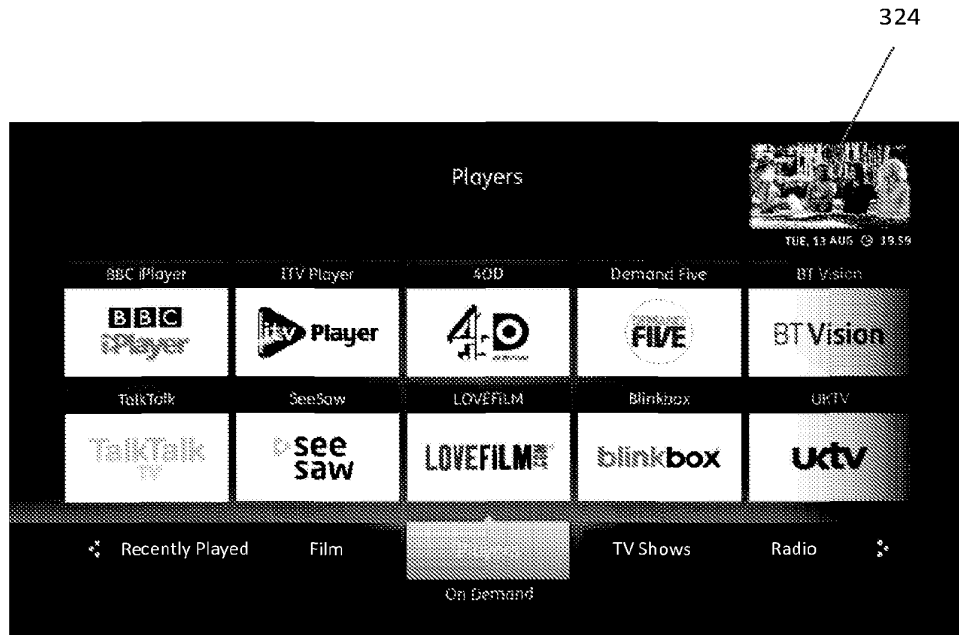 324
Players
TUE, 13 AUG 19.59
BBC iPlayer ITV Player 4OD Demand Five BT Vision
BBC iPlayer
itv Player
4oD
FIVE
BT Vision
TalkTalk SeeSaw LOVEFiLM Blinkbox UKTV
TalkTalk TV
see saw
LOVEFiLM
blinkbox
uktv
Recently Played Film TV Shows Radio
On Demand